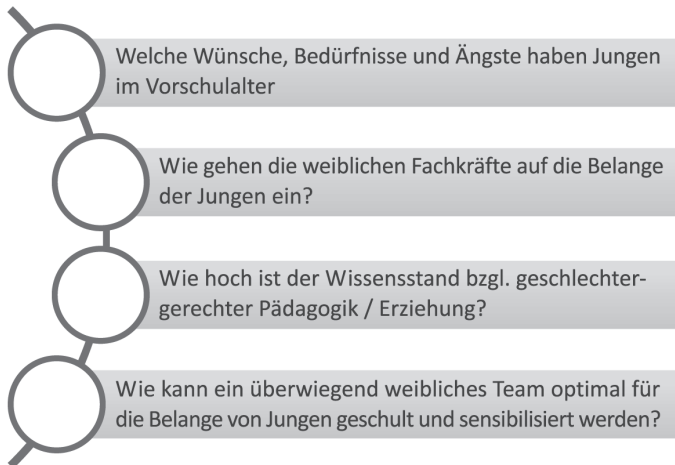 Welche Wünsche, Bedürfnisse und Ängste haben Jungen
im Vorschulalter
Wie gehen die weiblichen Fachkräfte auf die Belange
der Jungen ein?
Wie hoch ist der Wissensstand bzgl. geschlechter-
gerechter Pädagogik / Erziehung?
Wie kann ein überwiegend weibliches Team optimal für
die Belange von Jungen geschult und sensibilisiert werden?